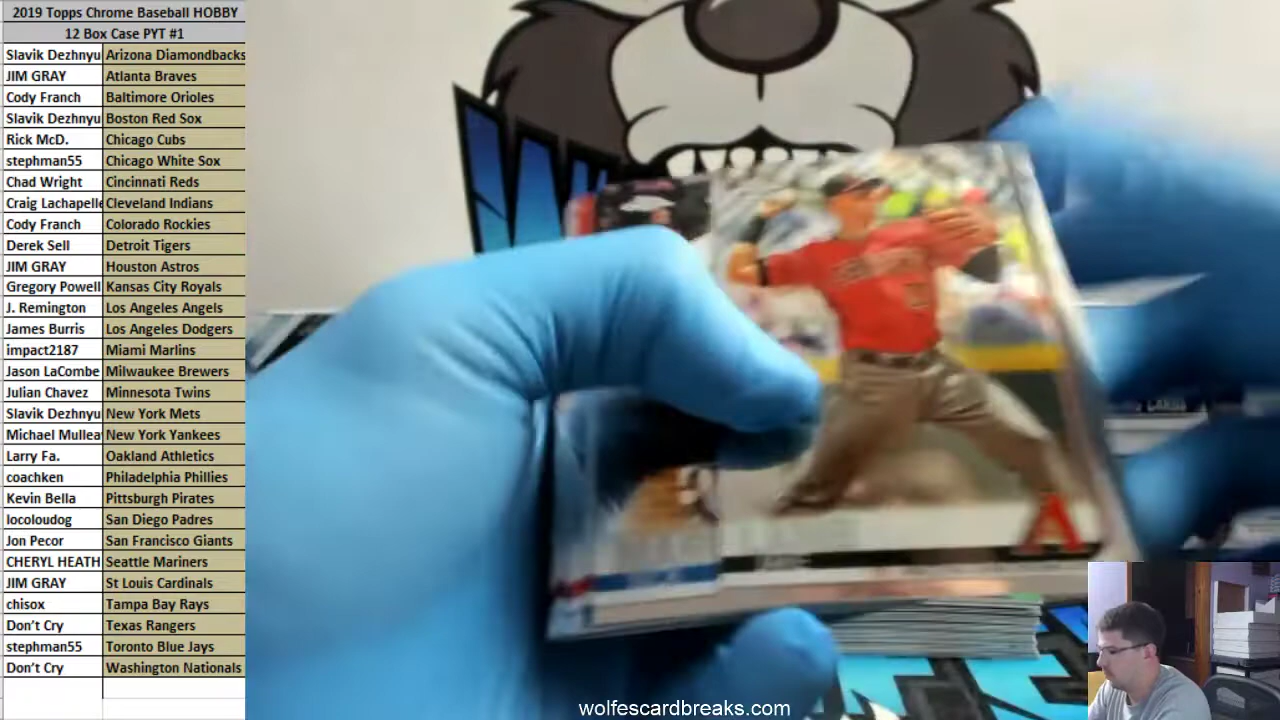 2019 Topps Chrome Baseball HOBBY
12 Box Case PYT #1
Slavik Dezhnyu Arizona Diamondbacks
JIM GRAY Atlanta Braves
Cody Franch Baltimore Orioles
Slavik Dezhnyu Boston Red Sox
Rick McD. Chicago Cubs
stephman55 Chicago White Sox
Chad Wright Cincinnati Reds
Craig Lachapelle Cleveland Indians
Cody Franch Colorado Rockies
Derek Sell Detroit Tigers
JIM GRAY Houston Astros
Gregory Powell Kansas City Royals
J. Remington Los Angeles Angels
James Burris Los Angeles Dodgers
impact2187 Miami Marlins
Jason LaCombe Milwaukee Brewers
Julian Chavez Minnesota Twins
Slavik Dezhnyu New York Mets
Michael Mullea New York Yankees
Larry Fa. Oakland Athletics
coachken Philadelphia Phillies
Kevin Bella Pittsburgh Pirates
locoloudog San Diego Padres
Jon Pecor San Francisco Giants
CHERYL HEATH Seattle Mariners
JIM GRAY St Louis Cardinals
chisox Tampa Bay Rays
Don't Cry Texas Rangers
stephman55 Toronto Blue Jays
Don't Cry Washington Nationals
wolfescardbreaks.com